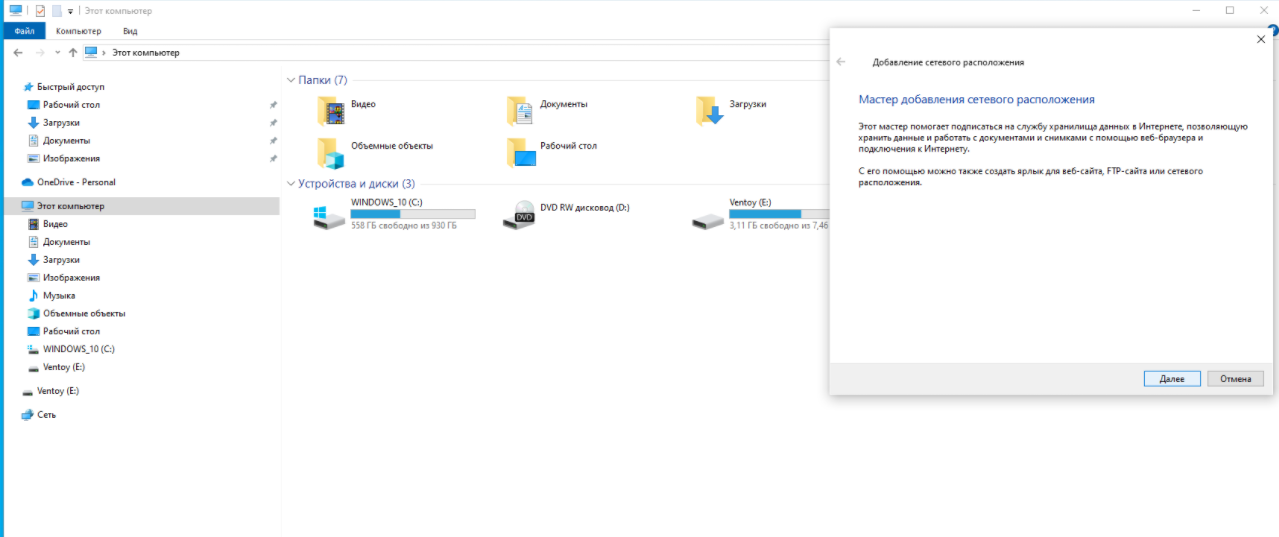 Этот компьютер
Файл
Компьютер
Вид
Этот компьютер
Быстрый доступ
Рабочий стол
Загрузки
Документы
Изображения
OneDrive - Personal
Этот компьютер
Видео
Документы
Загрузки
Изображения
Музыка
Объемные объекты
Рабочий стол
WINDOWS_10 (C:)
Ventoy (E:)
Ventoy (E:)
Сеть
Папки (7)
Видео
Документы
Загрузки
Объемные объекты
Рабочий стол
Устройства и диски (3)
WINDOWS_10 (C:)
558 ГБ свободно из 930 ГБ
DVD
DVD RW дисковод (D:)
Ventoy (E:)
3,11 ГБ свободно из 7,46
Добавление сетевого расположения
Мастер добавления сетевого расположения
Этот мастер помогает подписаться на службу хранилища данных в Интернете, позволяющую
хранить данные и работать с документами и снимками с помощью веб-браузера и
подключения к Интернету.
С его помощью можно также создать ярлык для веб-сайта, FTP-сайта или сетевого
расположения.
Далее
Отмена